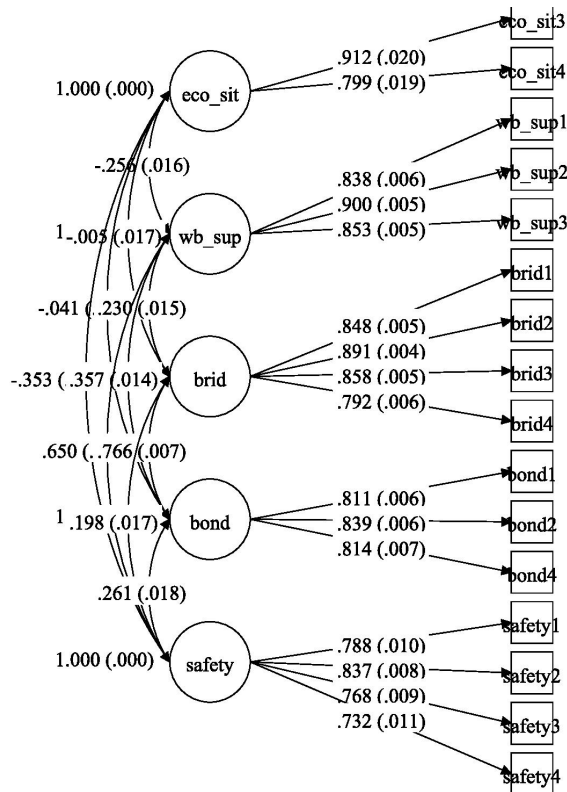 eco_sit3
.912 (.020)
eco_sit4
1.000 (.000)
eco_sit
.799 (.019)
wb_sup1
-.256 (.016)
.838 (.006)
wb_sup2
.900 (.005)
1
-.005 (.017)
wb_sup
.853 (.005)
wb_sup3
brid1
-.041 (
.230 (.015)
.848 (.005)
brid2
.891 (.004)
-.353 (
.357 (.014)
brid
.858 (.005)
brid3
.792 (.006)
brid4
.650 (
.766 (.007)
.811 (.006)
bond1
1
.198 (.017)
bond
.839 (.006)
bond2
.814 (.007)
bond4
.261 (.018)
.788 (.010)
safety1
1.000 (.000)
safety
.837 (.008)
safety2
.768 (.009)
safety3
.732 (.011)
safety4